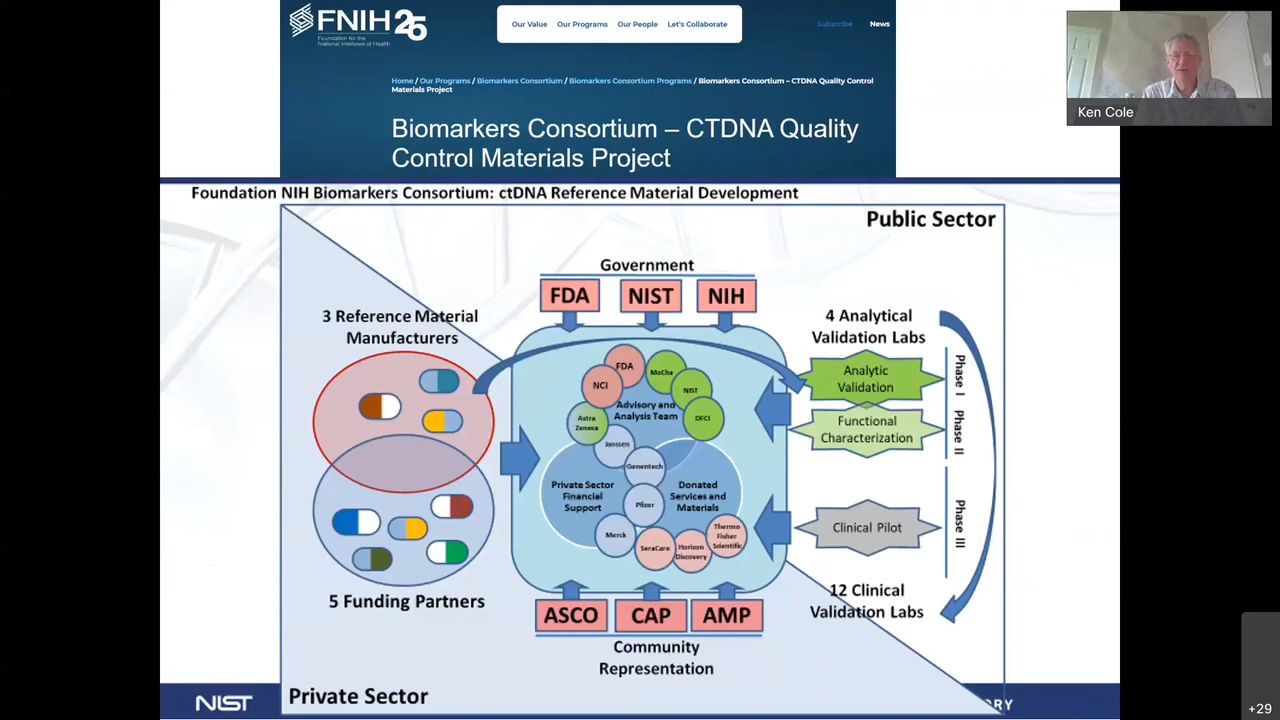 FNIH 25
Foundation for the
National Institutes of Health
Our Value
Our Programs
Our People
Let's Collaborate
Subscribe
News
Home / Our Programs / Biomarkers Consortium / Biomarkers Consortium Programs / Biomarkers Consortium – CTDNA Quality Control
Materials Project
Biomarkers Consortium – CTDNA Quality
Control Materials Project
Ken Cole
Foundation NIH Biomarkers Consortium: ctDNA Reference Material Development
Public Sector
Government
FDA
NIST
NIH
3 Reference Material
Manufacturers
4 Analytical
Validation Labs
FDA
MoCha
NCI
NIST
Advisory and
Analysis Team
DFCI
Astra
Zeneca
Janssen
Genentech
Private Sector
Financial
Support
Donated
Services and
Materials
Pfizer
Merck
SeraCare
Horizon
Discovery
Thermo
Fisher
Scientific
Analytic
Validation
Functional
Characterization
Clinical Pilot
Phase I
Phase II
Phase III
5 Funding Partners
12 Clinical
Validation Labs
ASCO
CAP
AMP
Community
Representation
Private Sector
NIST
ORY
+29